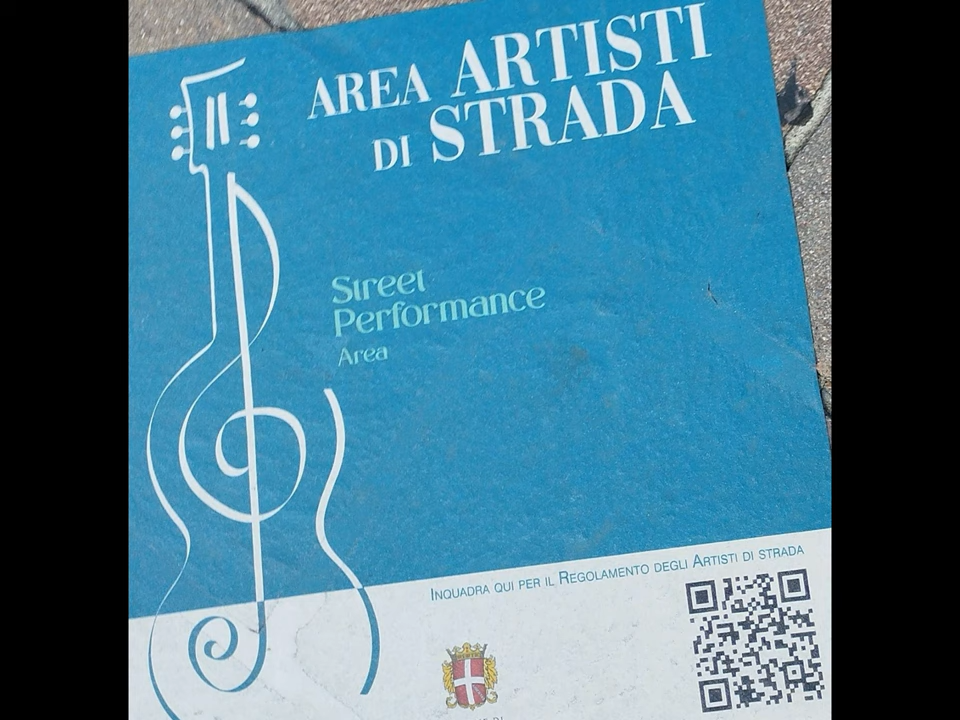 AREA ARTISTI
DI STRADA
Street
Performance
Area
INQUADRA QUI PER IL REGOLAMENTO DEGLI ARTISTI DI STRADA